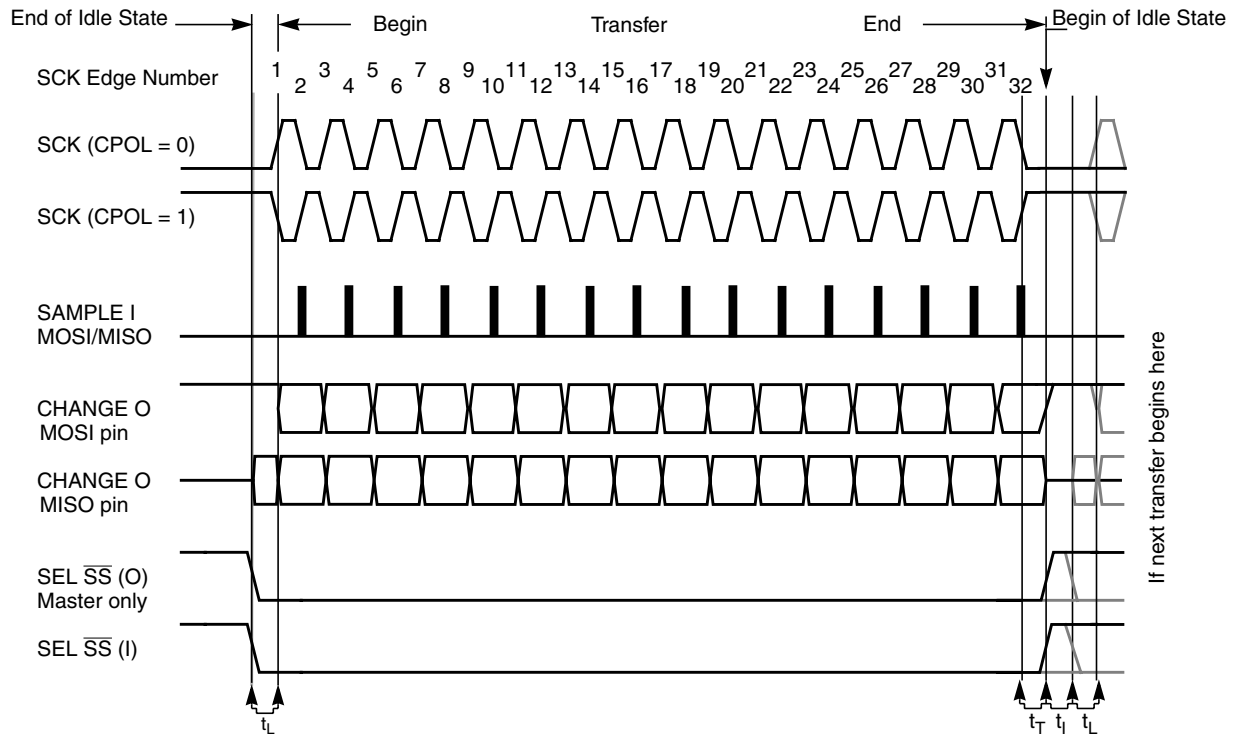 End of Idle State
Begin
Transfer
End
Begin of Idle State
SCK Edge Number
1 3 5 7 9 11 13 15 17 19 21 23 25 27 29 31
2 4 6 8 10 12 14 16 18 20 22 24 26 28 30 32
SCK (CPOL = 0)
SCK (CPOL = 1)
SAMPLE I
MOSI/MISO
CHANGE O
MOSI pin
CHANGE O
MISO pin
SEL SS (O)
Master only
SEL SS (I)
tL
tT tI tL
If next transfer begins here